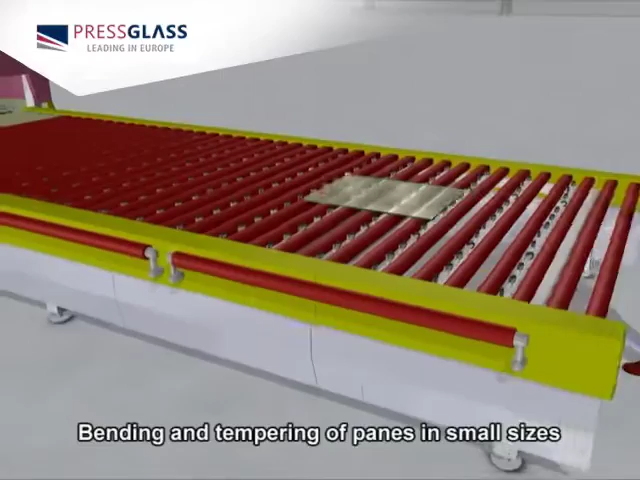 PRESSGLASS
LEADING IN EUROPE
Bending and tempering of panes in small sizes